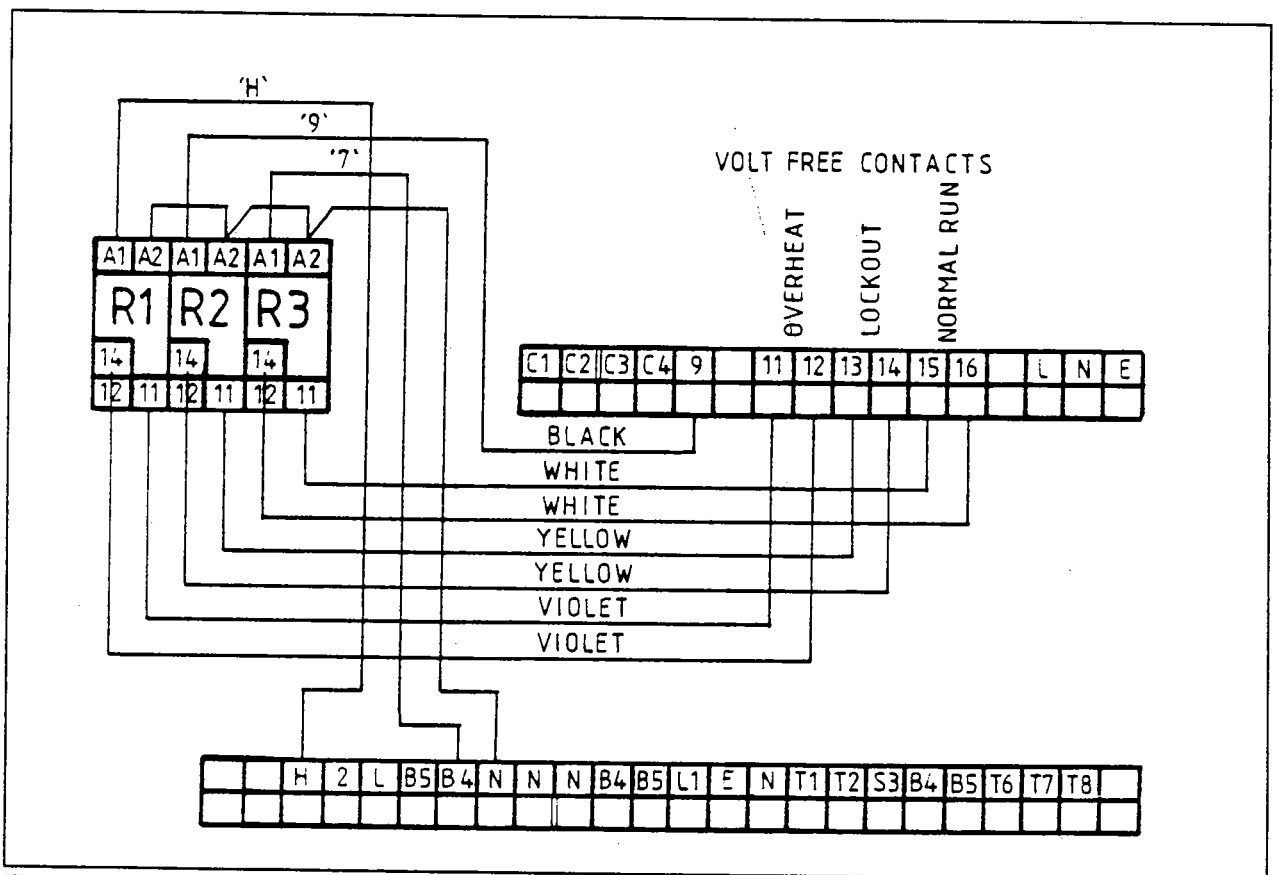 'H'
'9'
'7'
VOLT FREE CONTACTS
OVERHEAT
LOCKOUT
NORMAL RUN
A1 A2 A1 A2 A1 A2
R1 R2 R3
14 14 14
12 11 12 11 12 11
C1 C2 C3 C4 9 11 12 13 14 15 16 L N E
BLACK
WHITE
WHITE
YELLOW
YELLOW
VIOLET
VIOLET
H 2 L B5 B4 N N N B4 B5 L1 E N T1 T2 S3 B4 B5 T6 T7 T8